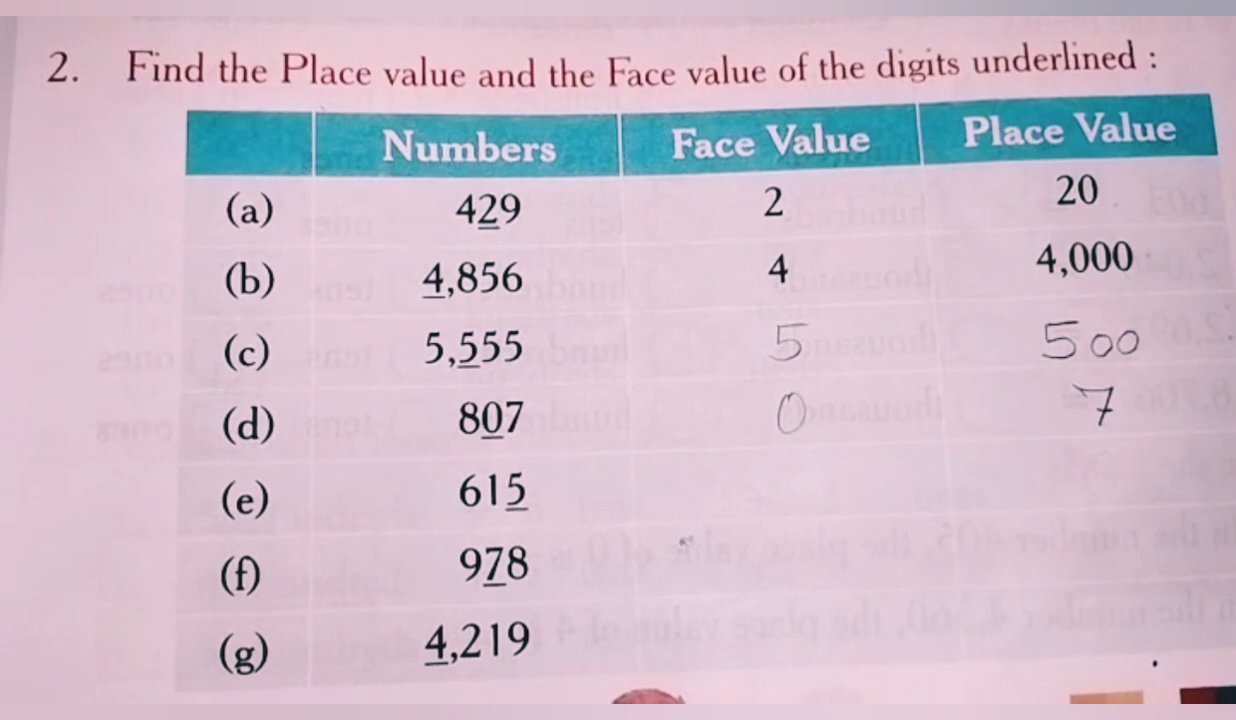 2. Find the Place value and the Face value of the digits underlined :
Numbers Face Value Place Value
(a) 429 2 20
(b) 4,856 4 4,000
(c) 5,555 5 500
(d) 807 0 7
(e) 615
(f) 978
(g) 4,219